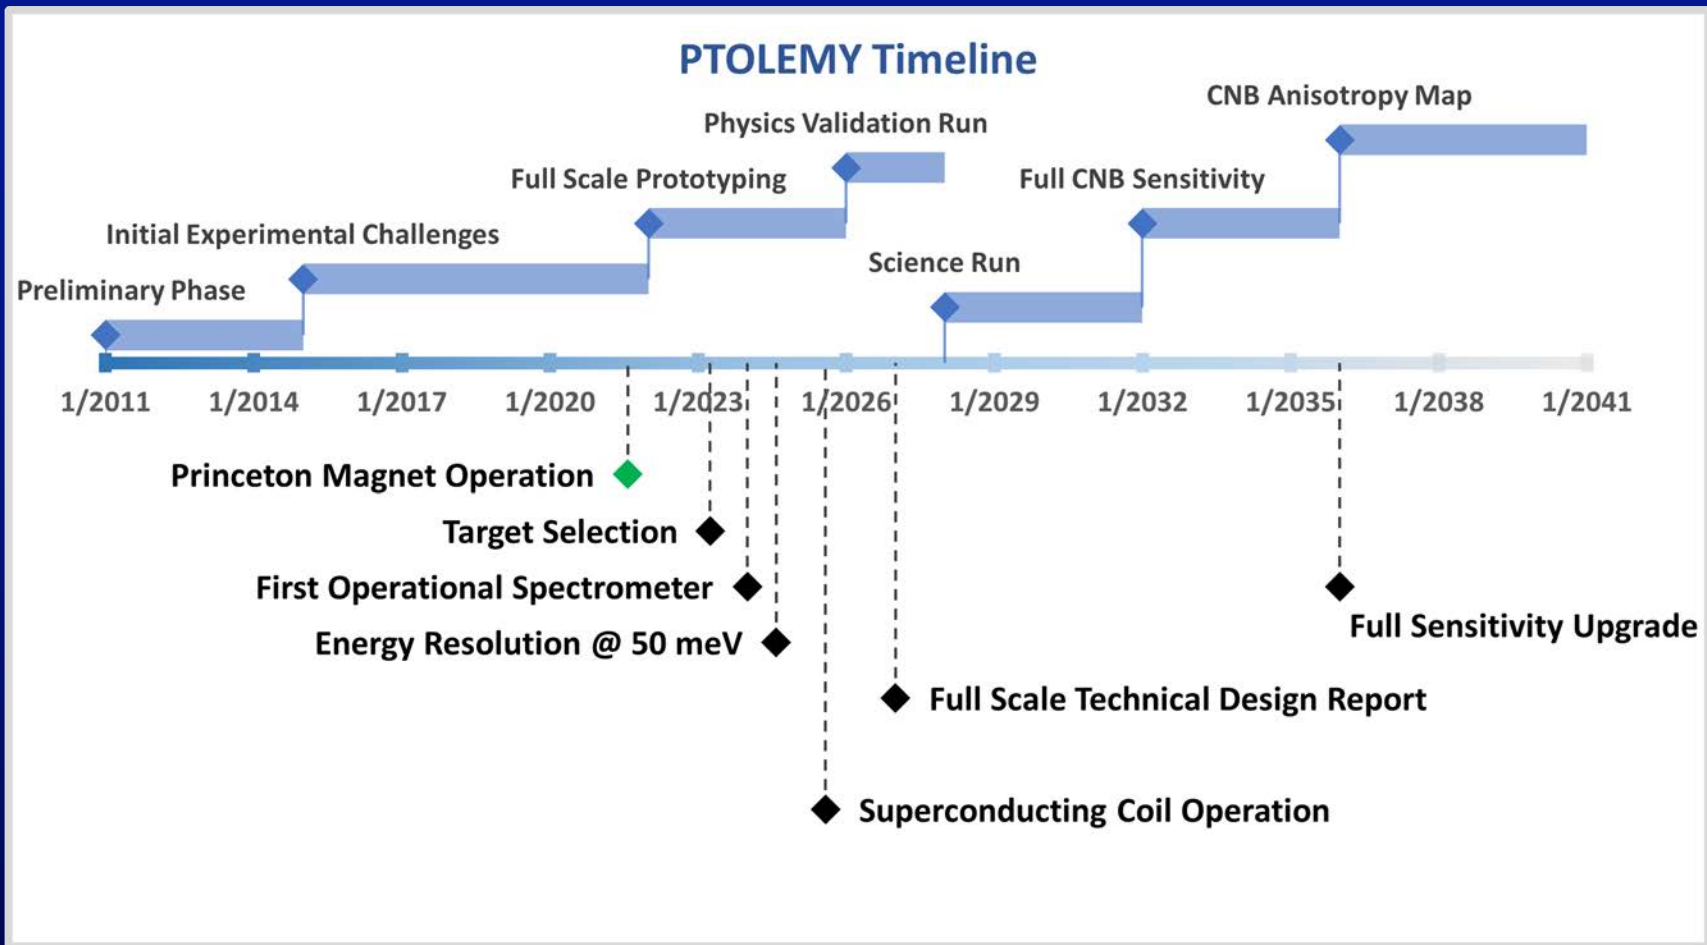 PTOLEMY Timeline
CNB Anisotropy Map
Physics Validation Run
Full Scale Prototyping
Full CNB Sensitivity
Initial Experimental Challenges
Science Run
Preliminary Phase
1/2011
1/2014
1/2017
1/2020
1/2023
1/2026
1/2029
1/2032
1/2035
1/2038
1/2041
Princeton Magnet Operation
Target Selection
First Operational Spectrometer
Energy Resolution @ 50 meV
Full Sensitivity Upgrade
Full Scale Technical Design Report
Superconducting Coil Operation